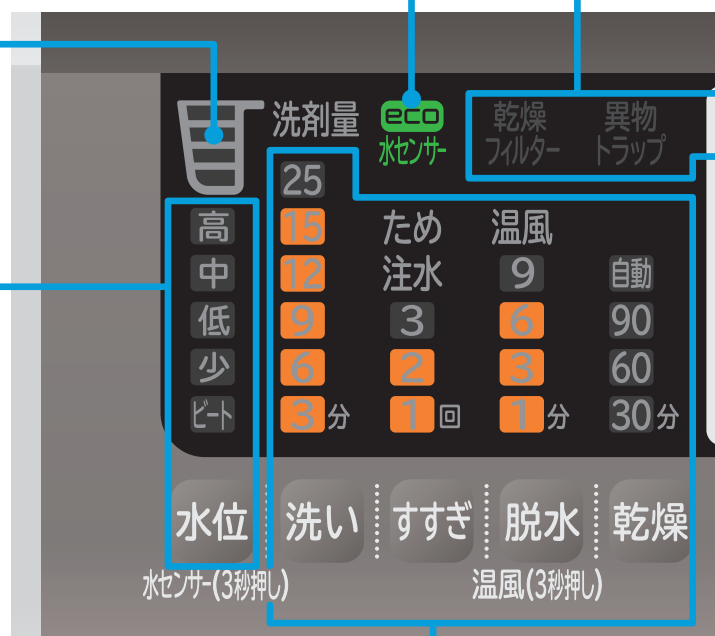 洗剤量
eco
水センサー
乾燥
フィルター
異物
トラップ
25
高 15 ため 温風
中 12 注水 9 自動
低 9 3 6 90
少 6 2 3 60
ビート 3分 1回 1分 30分
水位 洗い すすぎ 脱水 乾燥
水センサー(3秒押し) 温風(3秒押し)